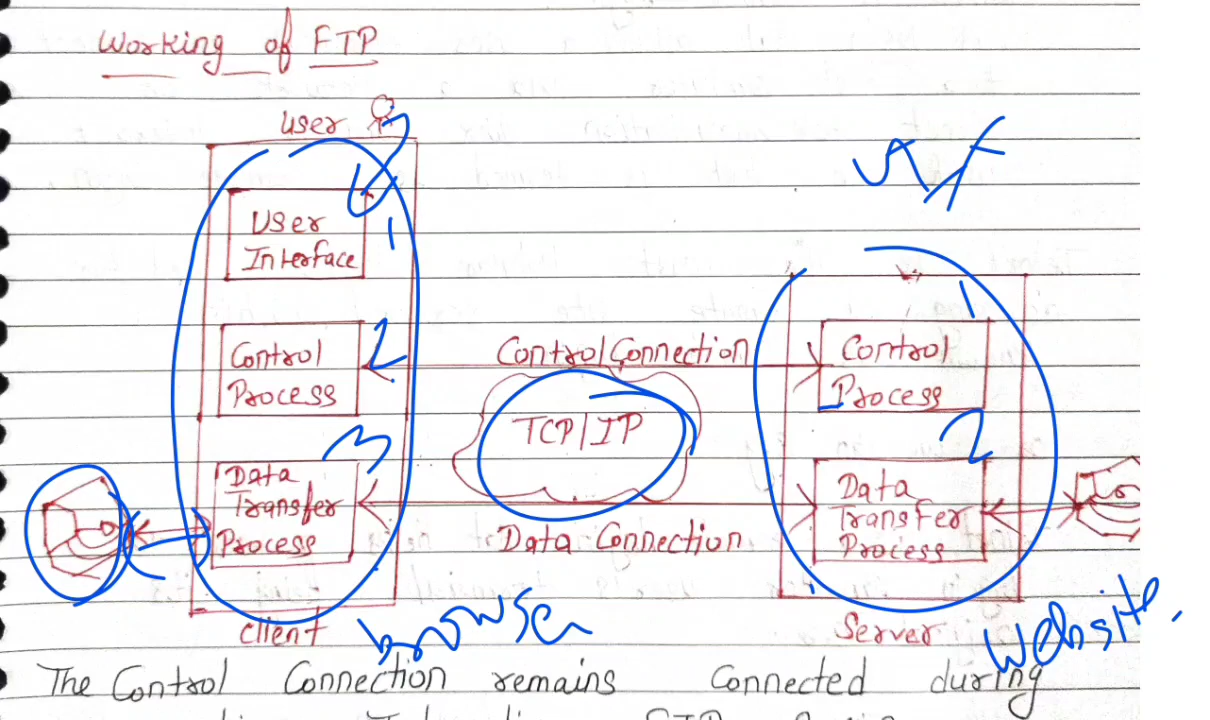 Working of FTP
User
User
Interface
1
Control
Process
2
Control Connection
Control
Process
1
TCP/IP
Data
Transfer
Process
3
Data Connection
Data
Transfer
Process
2
Client
browser
Server
website.
The Control Connection remains Connected during